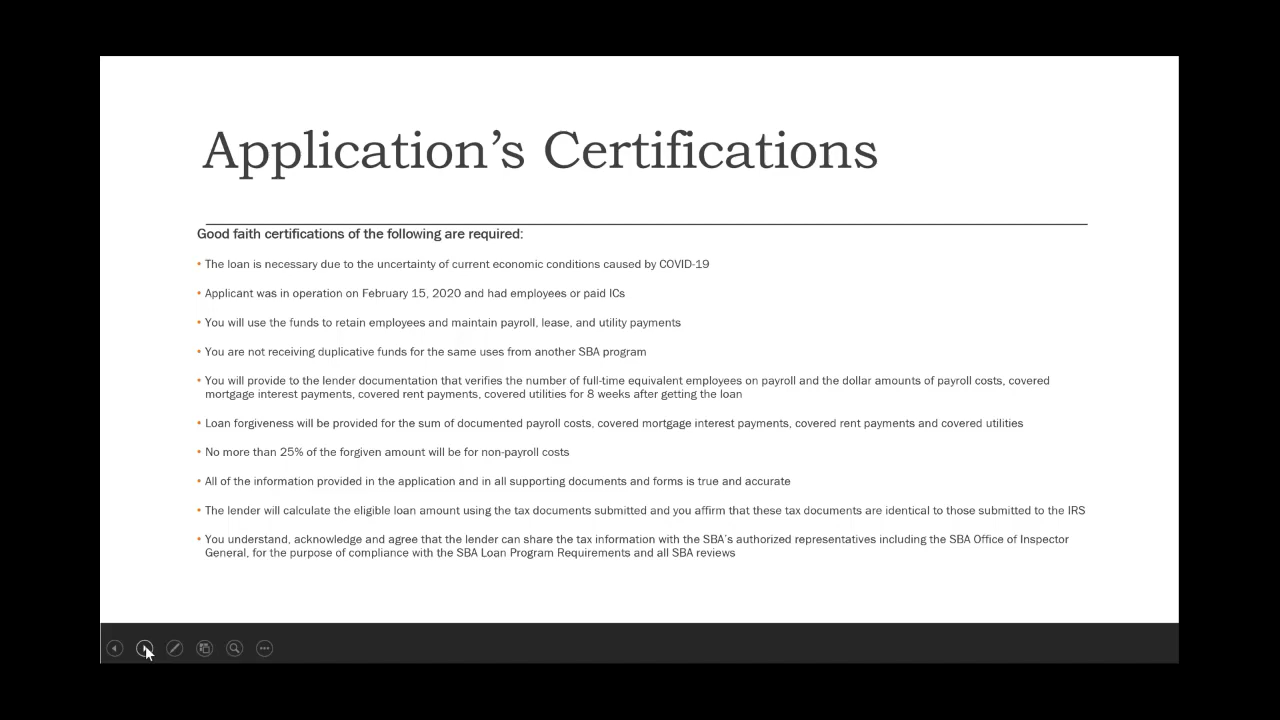 Application’s Certifications
Good faith certifications of the following are required:
• The loan is necessary due to the uncertainty of current economic conditions caused by COVID-19
• Applicant was in operation on February 15, 2020 and had employees or paid ICs
• You will use the funds to retain employees and maintain payroll, lease, and utility payments
• You are not receiving duplicative funds for the same uses from another SBA program
• You will provide to the lender documentation that verifies the number of full-time equivalent employees on payroll and the dollar amounts of payroll costs, covered
mortgage interest payments, covered rent payments, covered utilities for 8 weeks after getting the loan
• Loan forgiveness will be provided for the sum of documented payroll costs, covered mortgage interest payments, covered rent payments and covered utilities
• No more than 25% of the forgiven amount will be for non-payroll costs
• All of the information provided in the application and in all supporting documents and forms is true and accurate
• The lender will calculate the eligible loan amount using the tax documents submitted and you affirm that these tax documents are identical to those submitted to the IRS
• You understand, acknowledge and agree that the lender can share the tax information with the SBA’s authorized representatives including the SBA Office of Inspector
General, for the purpose of compliance with the SBA Loan Program Requirements and all SBA reviews